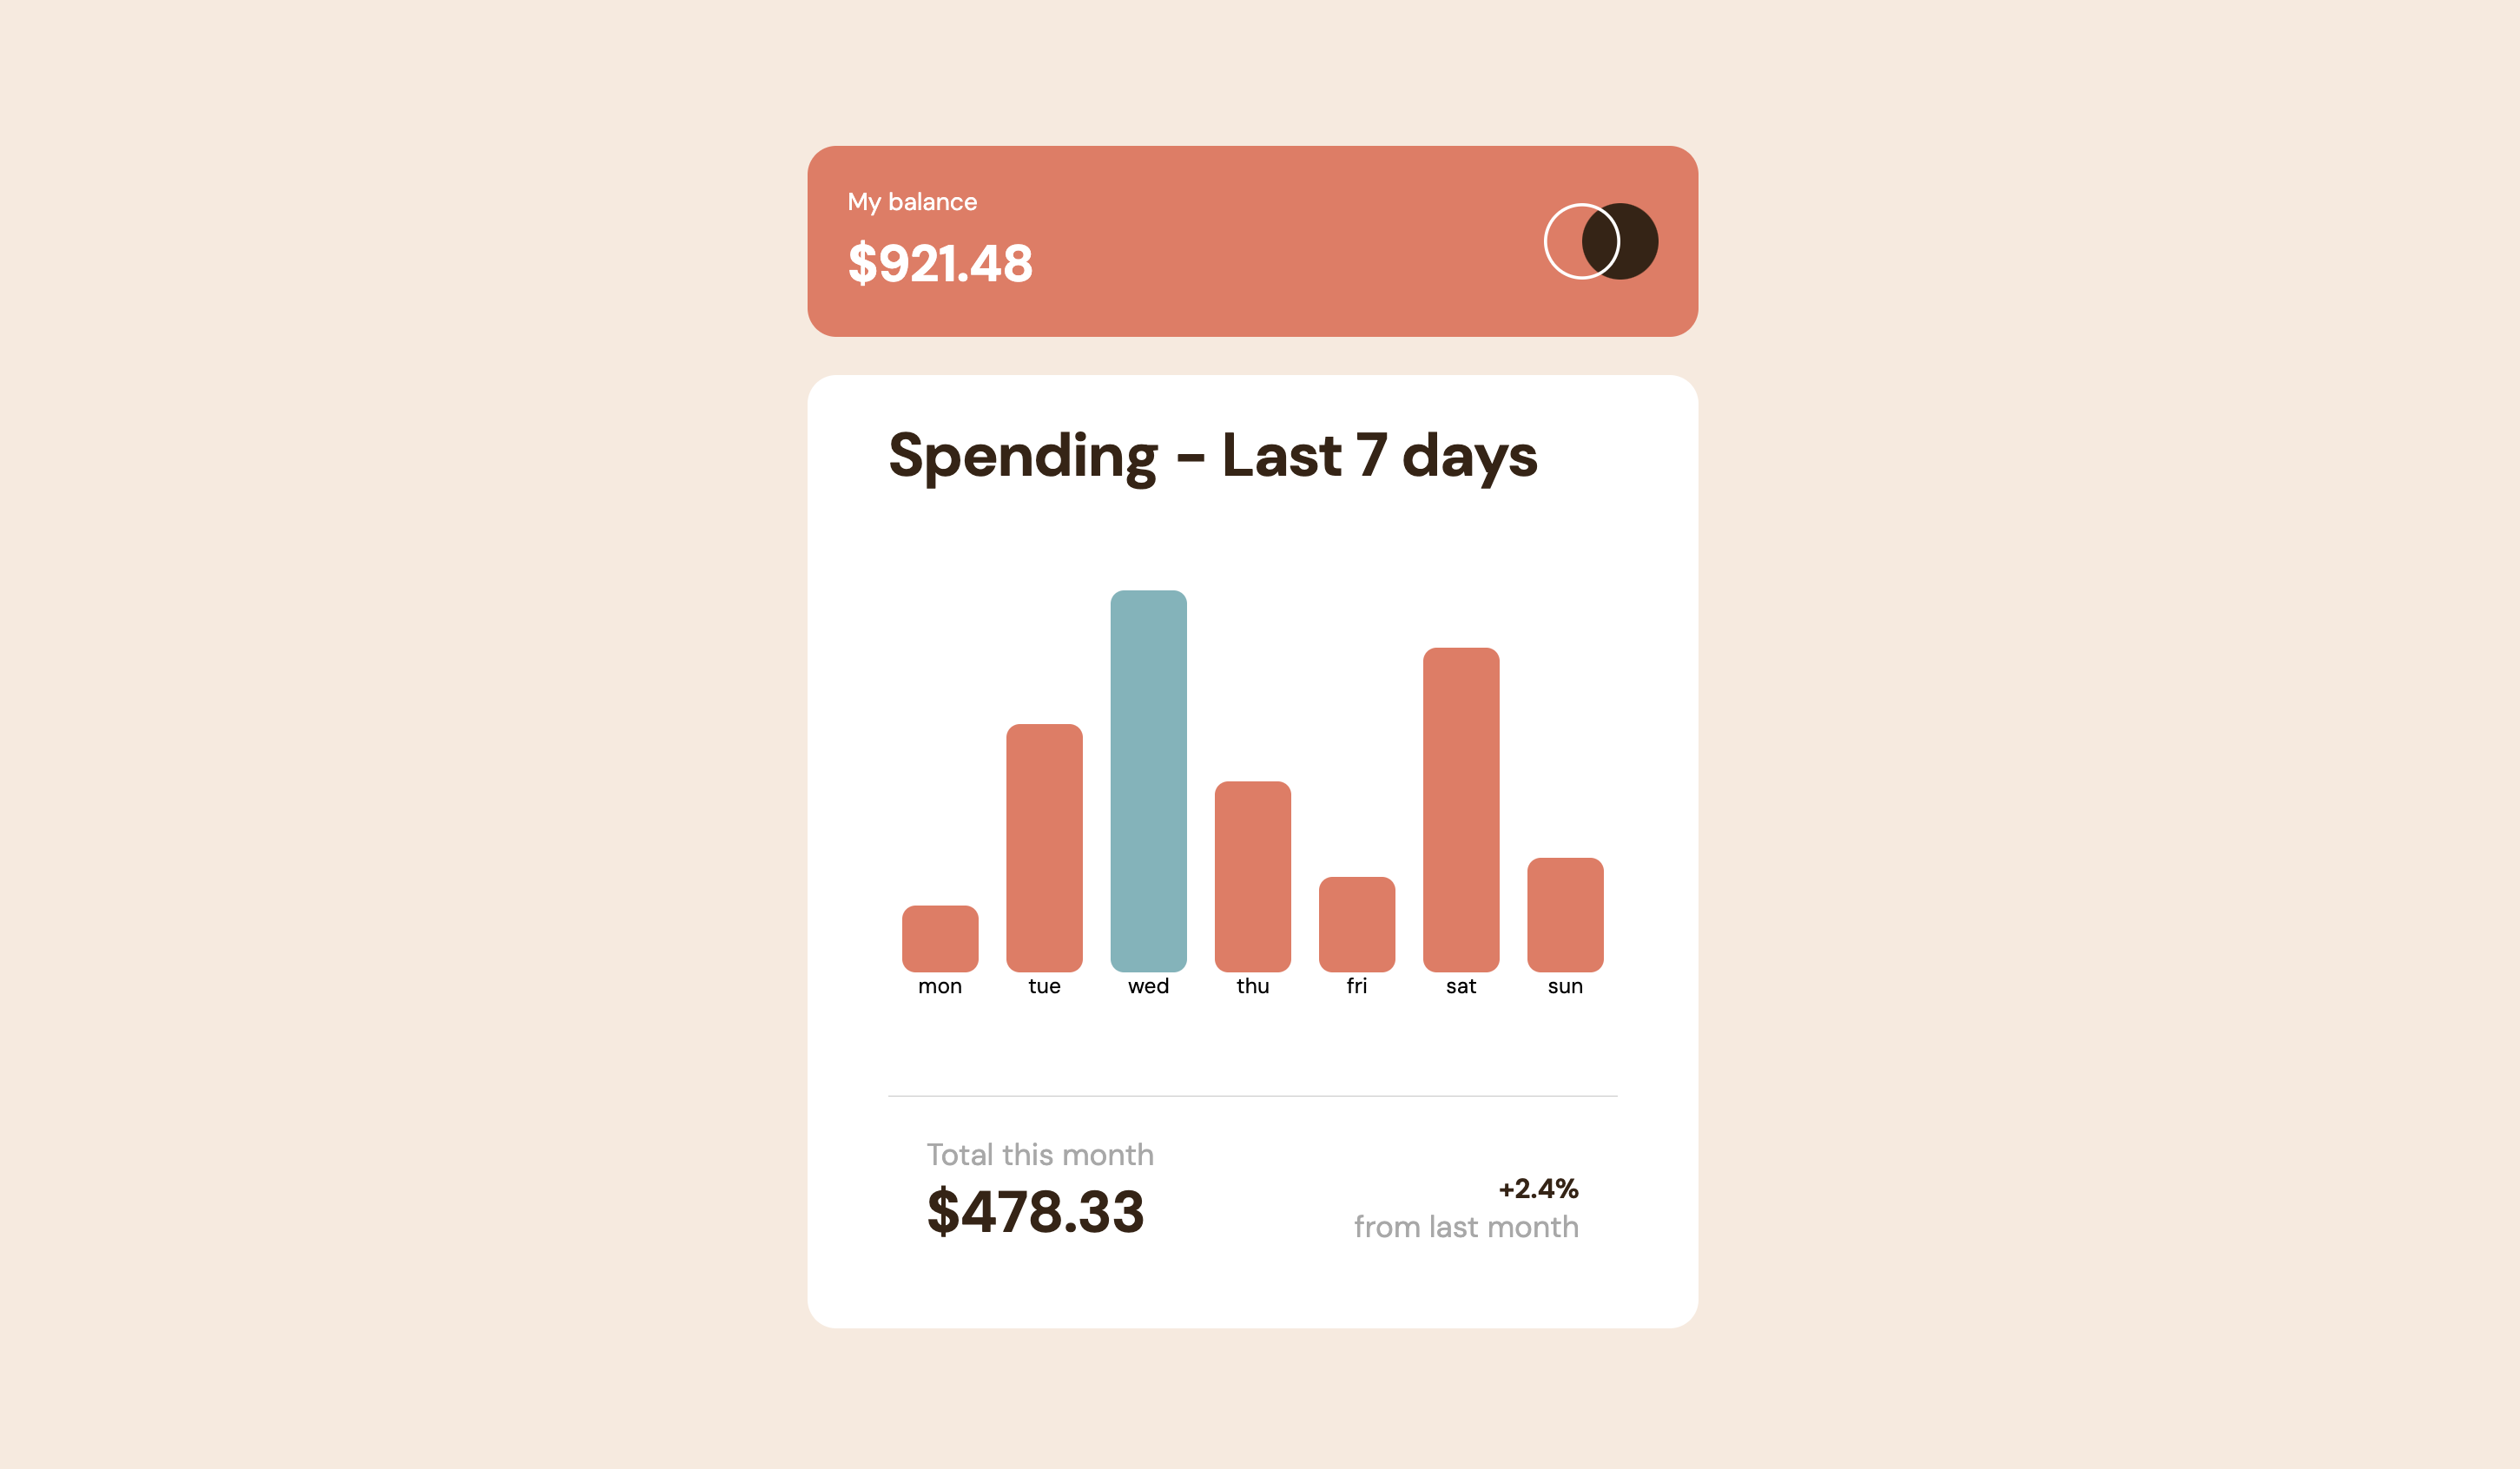 My balance
$921.48
Spending - Last 7 days
mon tue wed thu fri sat sun
Total this month
$478.33
+2.4%
from last month